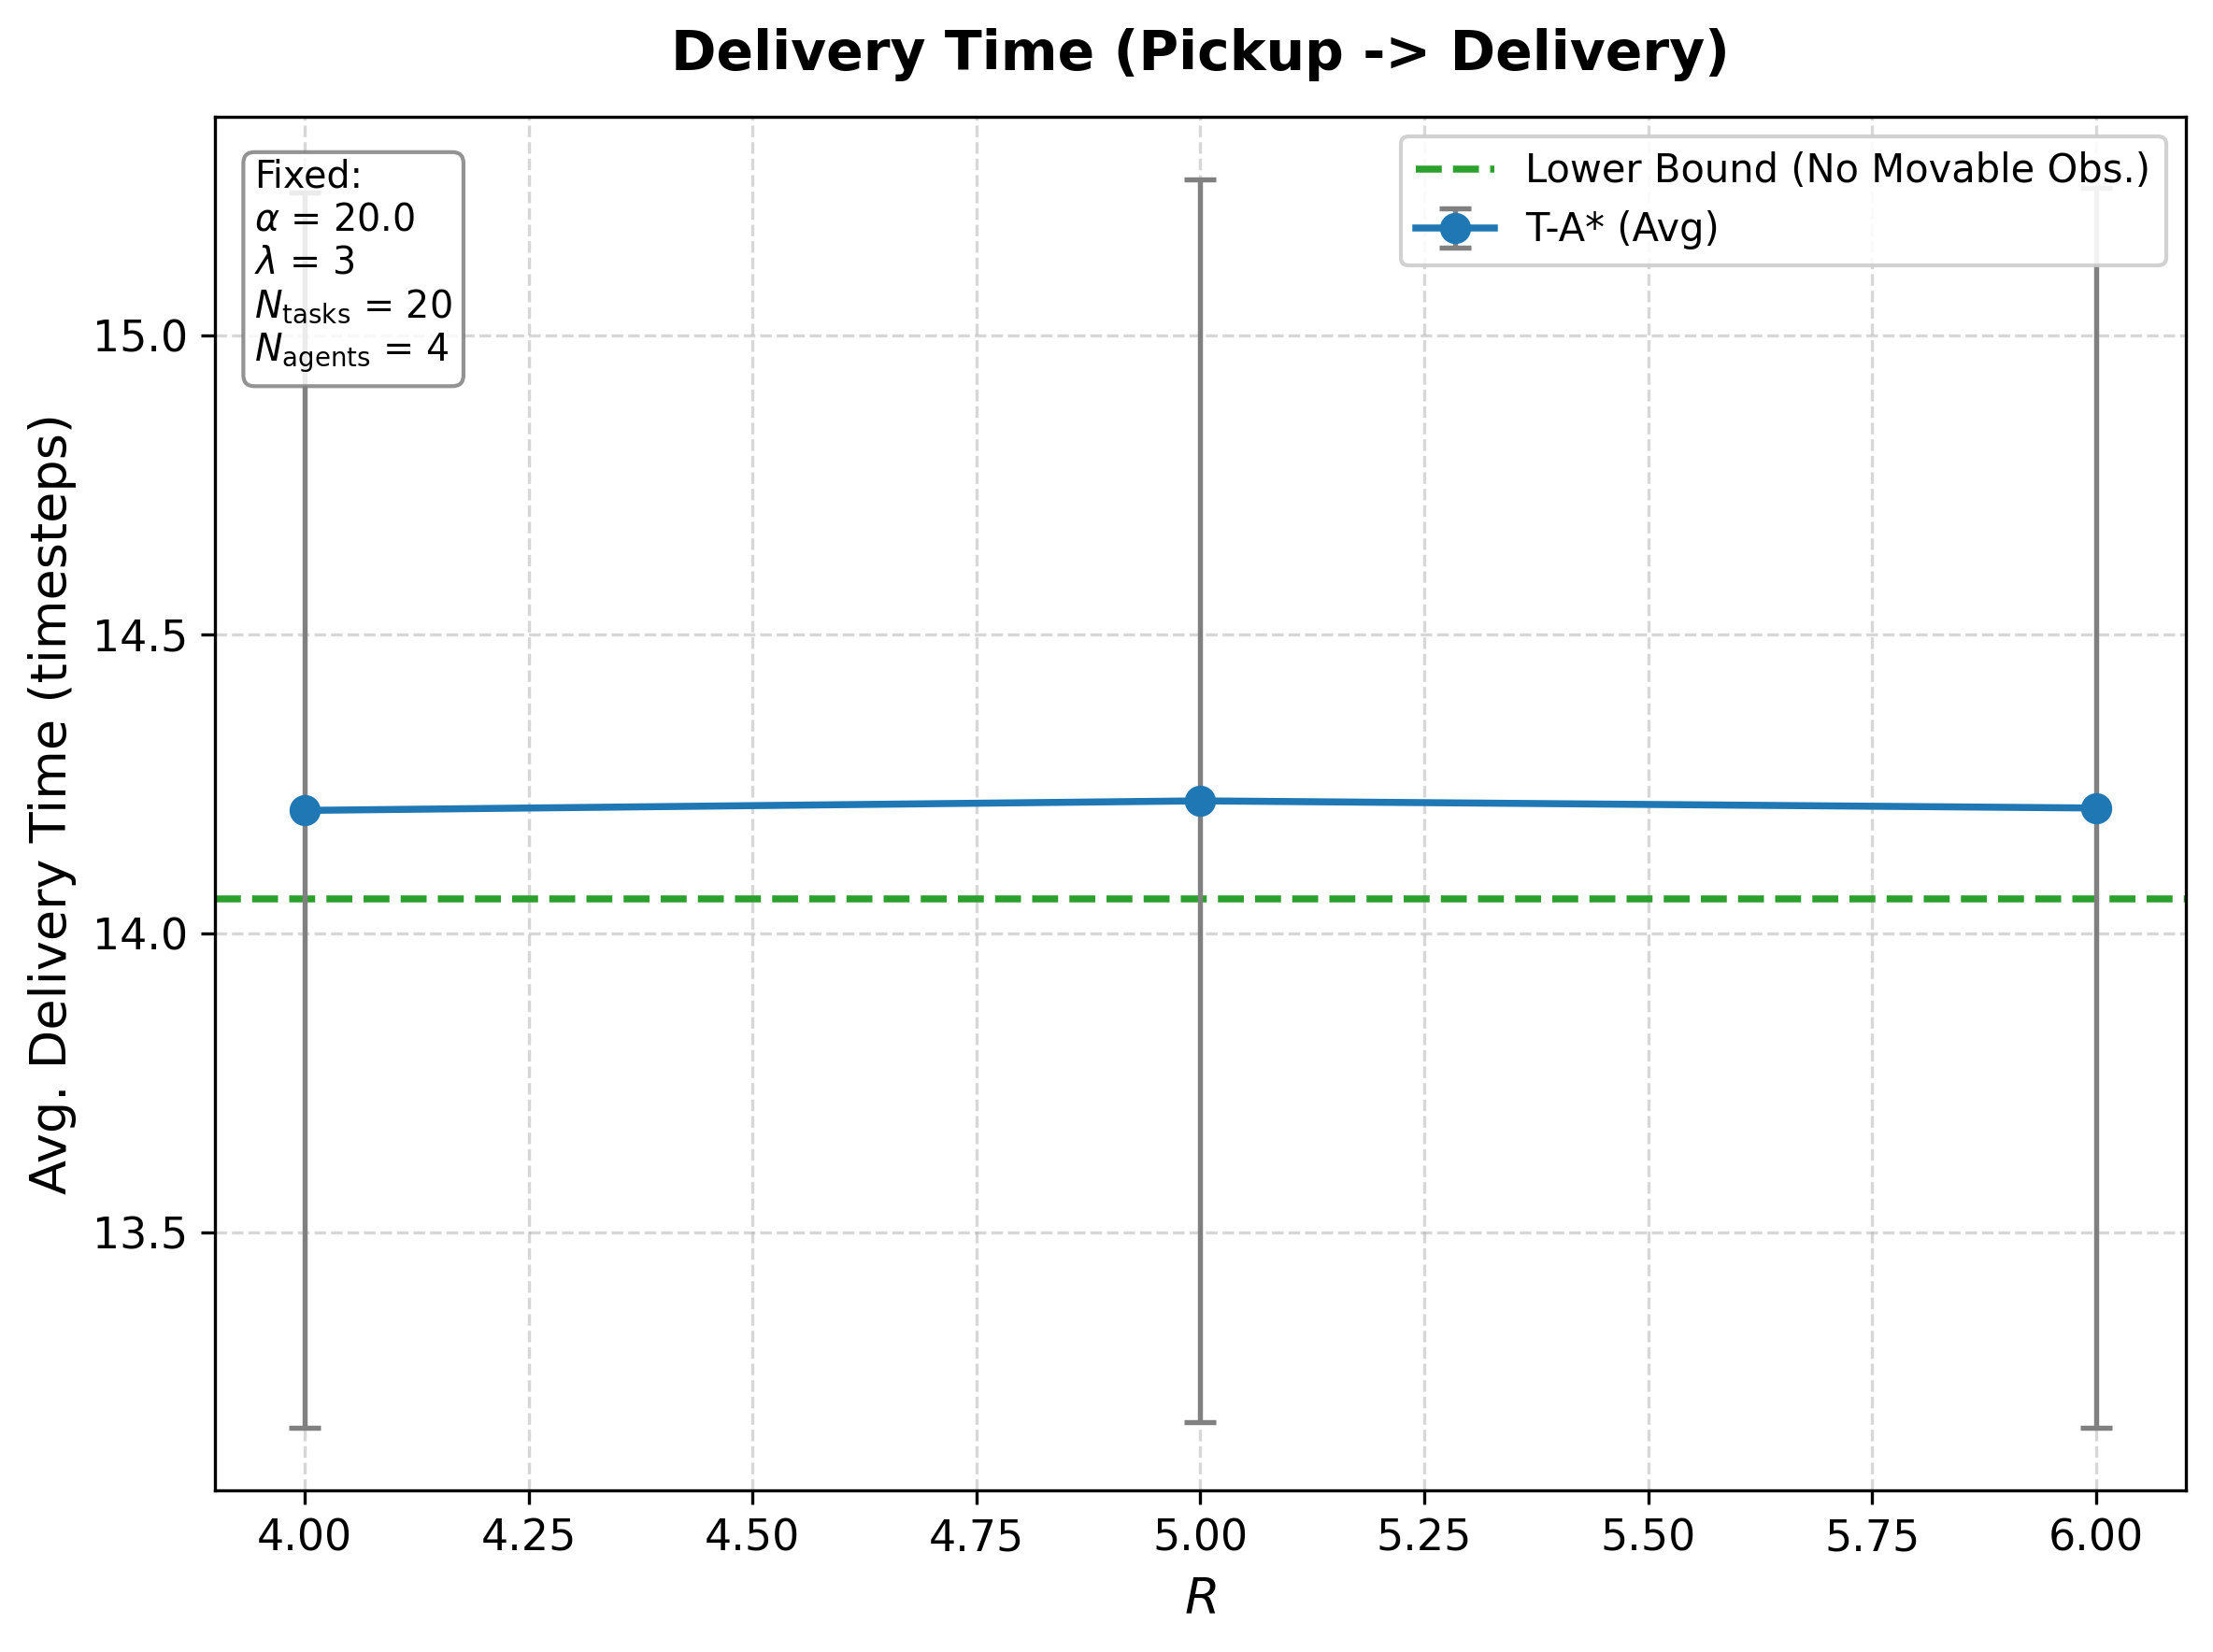 Delivery Time (Pickup -> Delivery)
Fixed:
α = 20.0
λ = 3
N_tasks = 20
N_agents = 4
Lower Bound (No Movable Obs.)
T-A* (Avg)
Avg. Delivery Time (timesteps)
15.0
14.5
14.0
13.5
4.00 4.25 4.50 4.75 5.00 5.25 5.50 5.75 6.00
R